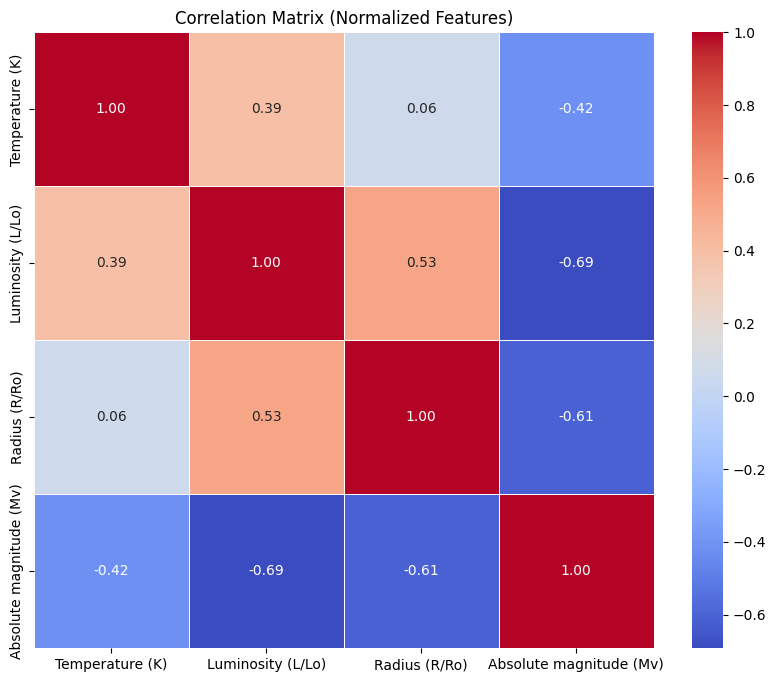 Correlation Matrix (Normalized Features)
Temperature (K)
1.00 0.39 0.06 -0.42
Luminosity (L/Lo)
0.39 1.00 0.53 -0.69
Radius (R/Ro)
0.06 0.53 1.00 -0.61
Absolute magnitude (Mv)
-0.42 -0.69 -0.61 1.00
Temperature (K) Luminosity (L/Lo) Radius (R/Ro) Absolute magnitude (Mv)
1.0
0.8
0.6
0.4
0.2
0.0
−0.2
−0.4
−0.6